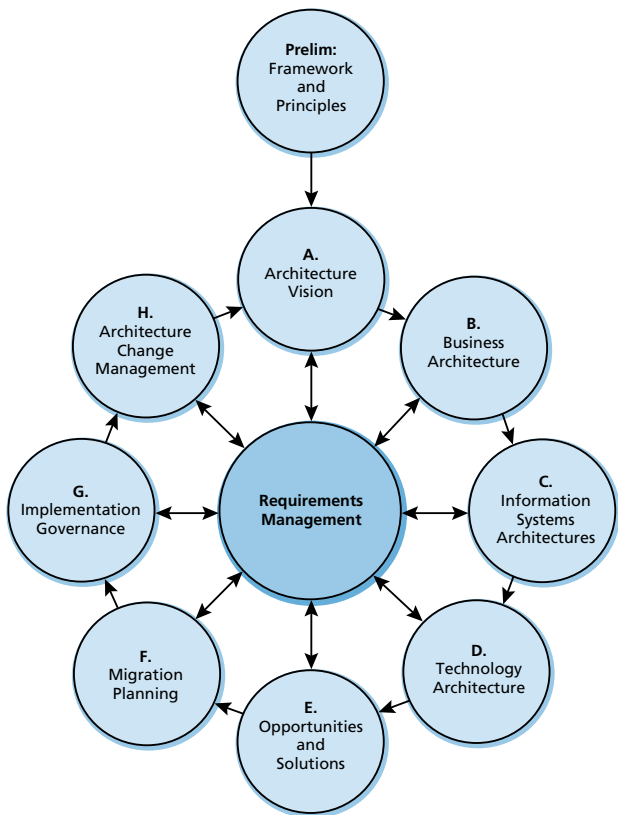 Prelim:
Framework
and
Principles
A.
Architecture
Vision
B.
Business
Architecture
C.
Information
Systems
Architectures
D.
Technology
Architecture
E.
Opportunities
and
Solutions
F.
Migration
Planning
G.
Implementation
Governance
H.
Architecture
Change
Management
Requirements
Management